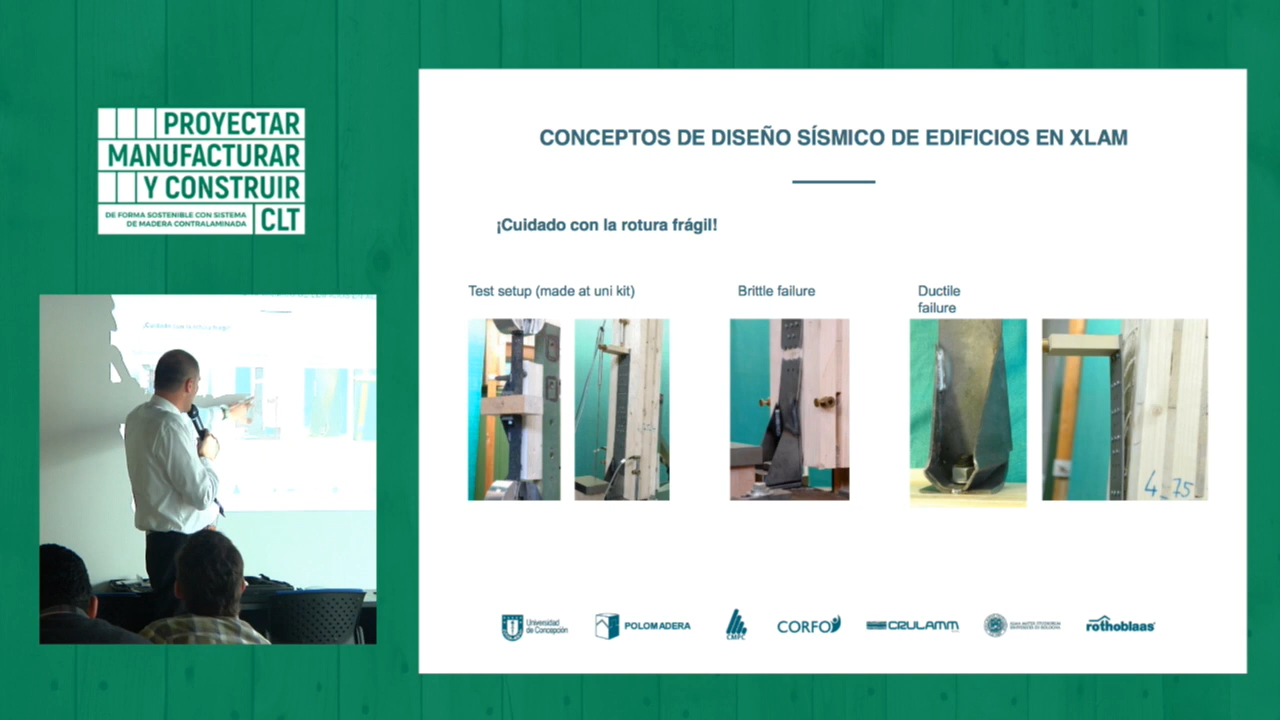 PROYECTAR
MANUFACTURAR
Y CONSTRUIR
DE FORMA SOSTENIBLE CON SISTEMA
DE MADERA CONTRALAMINADA
CLT
CONCEPTOS DE DISEÑO SÍSMICO DE EDIFICIOS EN XLAM
¡Cuidado con la rotura frágil!
Test setup (made at uni kit)
Brittle failure
Ductile
failure
4-75
Universidad
de Concepción
POLOMADERA
CMPC
CORFO
CRULAMM
rothoblaas